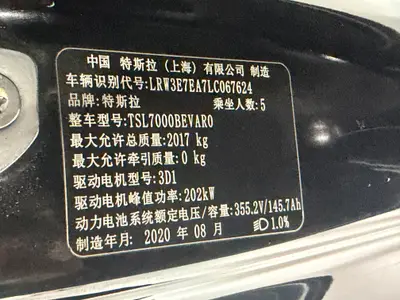 中国 特斯拉（上海）有限公司 制造
车辆识别代号: LRW3E7EA7LC067624
品牌: 特斯拉 乘坐人数: 5
整车型号: TSL7000BEVAR0
最大允许总质量: 2017 kg
最大允许牵引质量: 0 kg
驱动电机型号: 3D1
驱动电机峰值功率: 202kW
动力电池系统额定电压/容量: 355.2V/145.7Ah
制造年月: 2020 年 08 月 1.0%